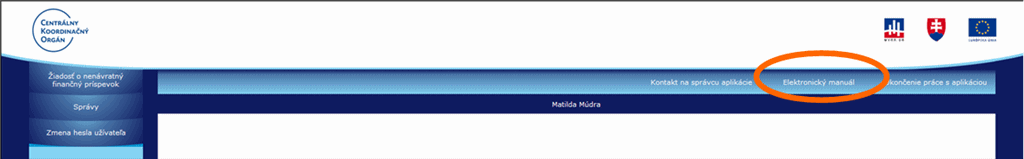 CENTRÁLNY
KOORDINAČNÝ
ORGÁN
Žiadosť o nenávratný
finančný príspevok
Kontakt na správcu aplikácie
Elektronický manuál
práce s aplikáciou
Správy
Matilda Múdra
Zmena hesla užívateľa